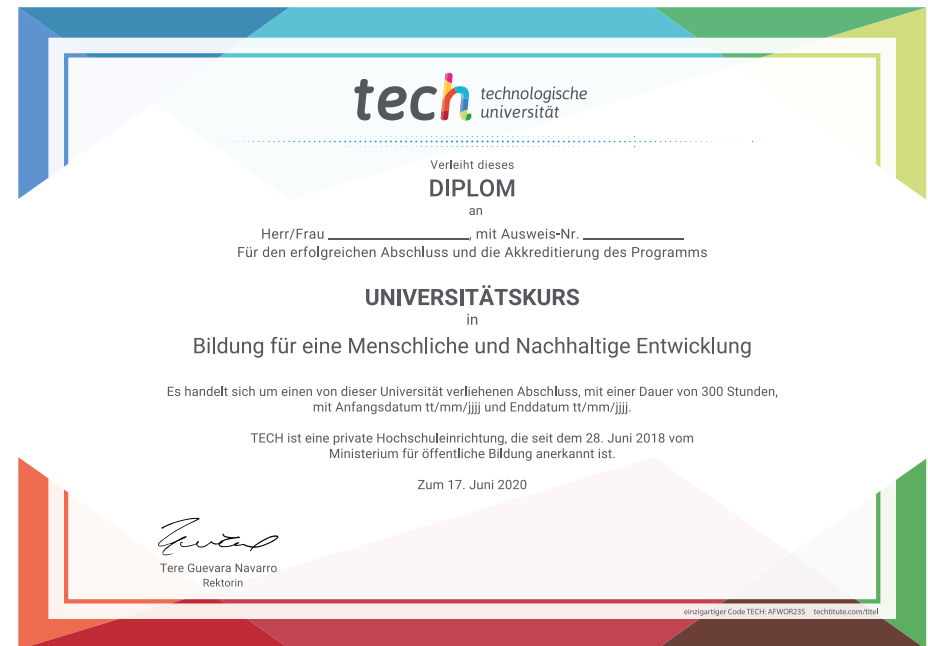 tech technologische
universität
Verleiht dieses
DIPLOM
an
Herr/Frau ____________, mit Ausweis-Nr. ____________
Für den erfolgreichen Abschluss und die Akkreditierung des Programms
UNIVERSITÄTSKURS
in
Bildung für eine Menschliche und Nachhaltige Entwicklung
Es handelt sich um einen von dieser Universität verliehenen Abschluss, mit einer Dauer von 300 Stunden,
mit Anfangsdatum tt/mm/jjjj und Enddatum tt/mm/jjjj.
TECH ist eine private Hochschuleinrichtung, die seit dem 28. Juni 2018 vom
Ministerium für öffentliche Bildung anerkannt ist.
Zum 17. Juni 2020
Tere Guevara Navarro
Rektorin
einzigartiger Code TECH: AFWOR23S techtitute.com/titel